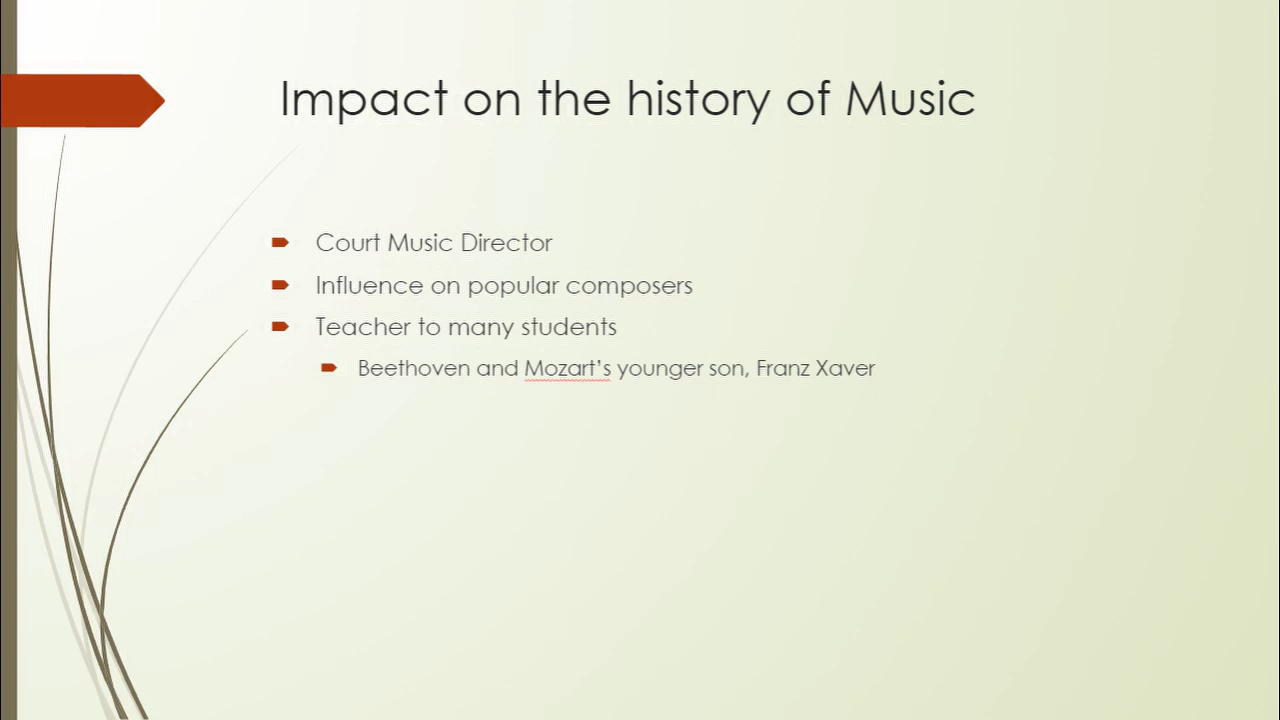 Impact on the history of Music
Court Music Director
Influence on popular composers
Teacher to many students
Beethoven and Mozart’s younger son, Franz Xaver